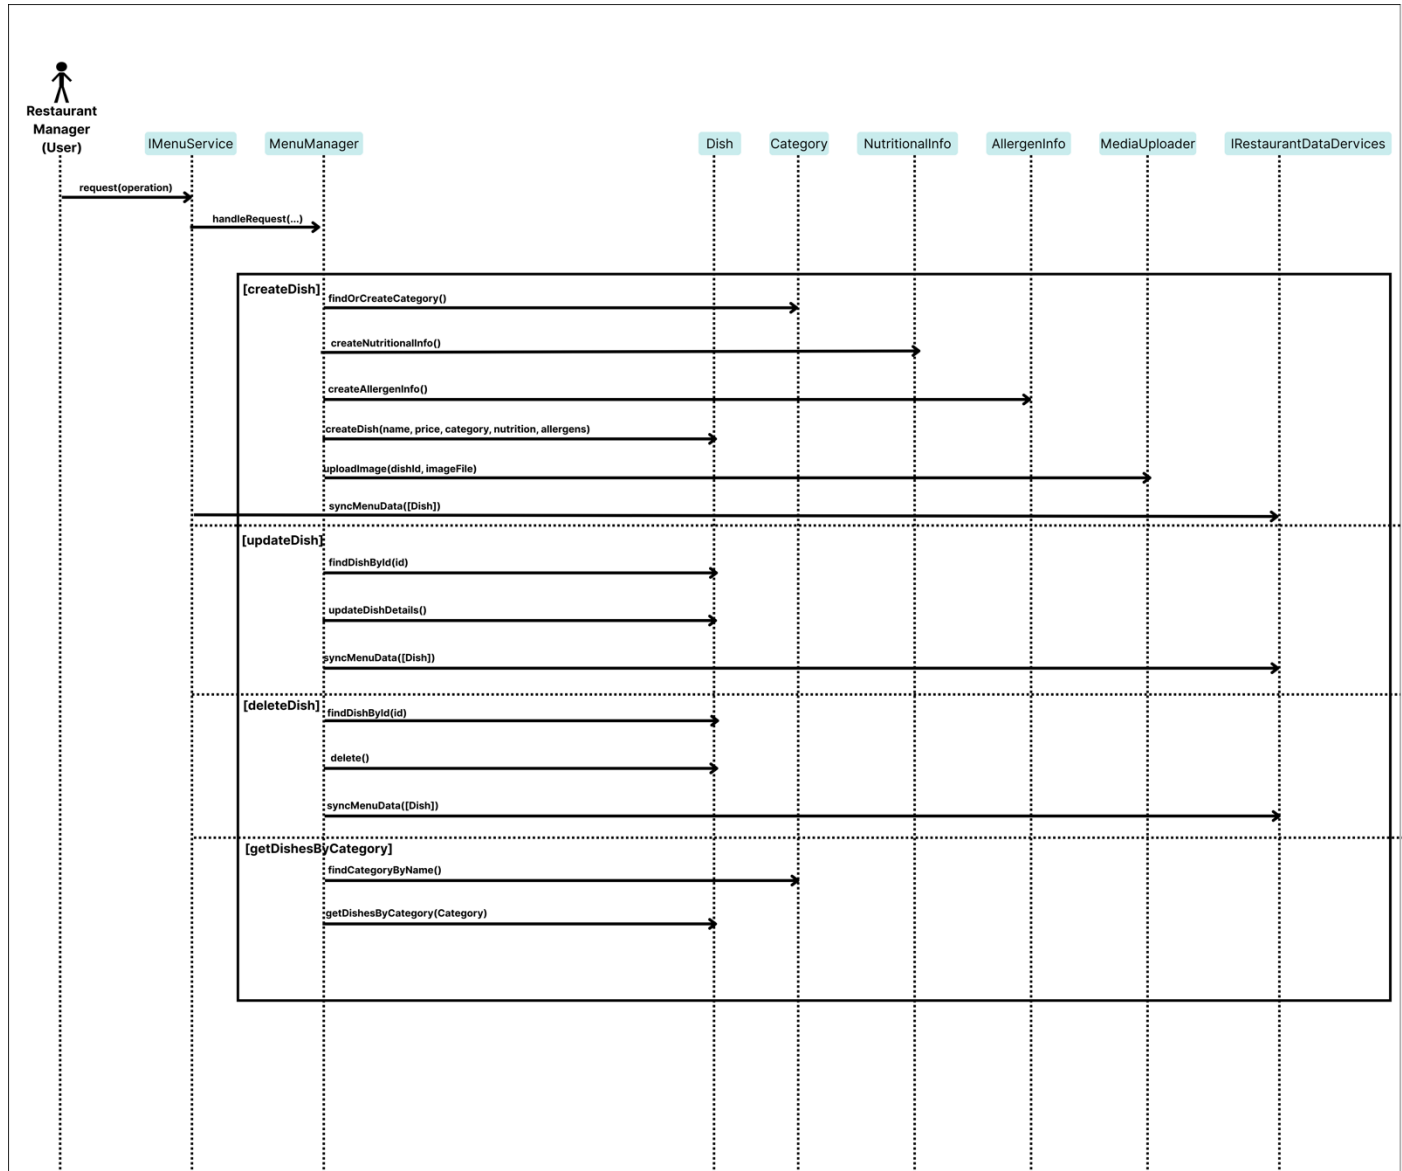 Restaurant
Manager
(User)
IMenuService
MenuManager
Dish
Category
NutritionalInfo
AllergenInfo
MediaUploader
IRestaurantDataDervices
request(operation)
handleRequest(...)
[createDish]
findOrCreateCategory()
createNutritionalInfo()
createAllergenInfo()
createDish(name, price, category, nutrition, allergens)
uploadImage(dishId, imageFile)
syncMenuData([Dish])
[updateDish]
findDishById(id)
updateDishDetails()
syncMenuData([Dish])
[deleteDish]
findDishById(id)
delete()
syncMenuData([Dish])
[getDishesByCategory]
findCategoryByName()
getDishesByCategory(Category)